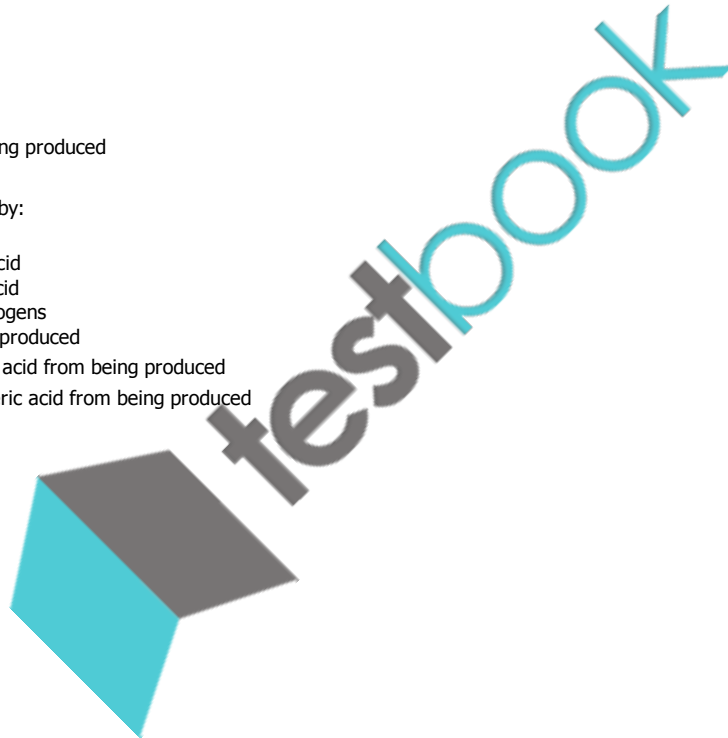 ng produced
by:
cid
cid
ogens
produced
acid from being produced
ric acid from being produced
testbook